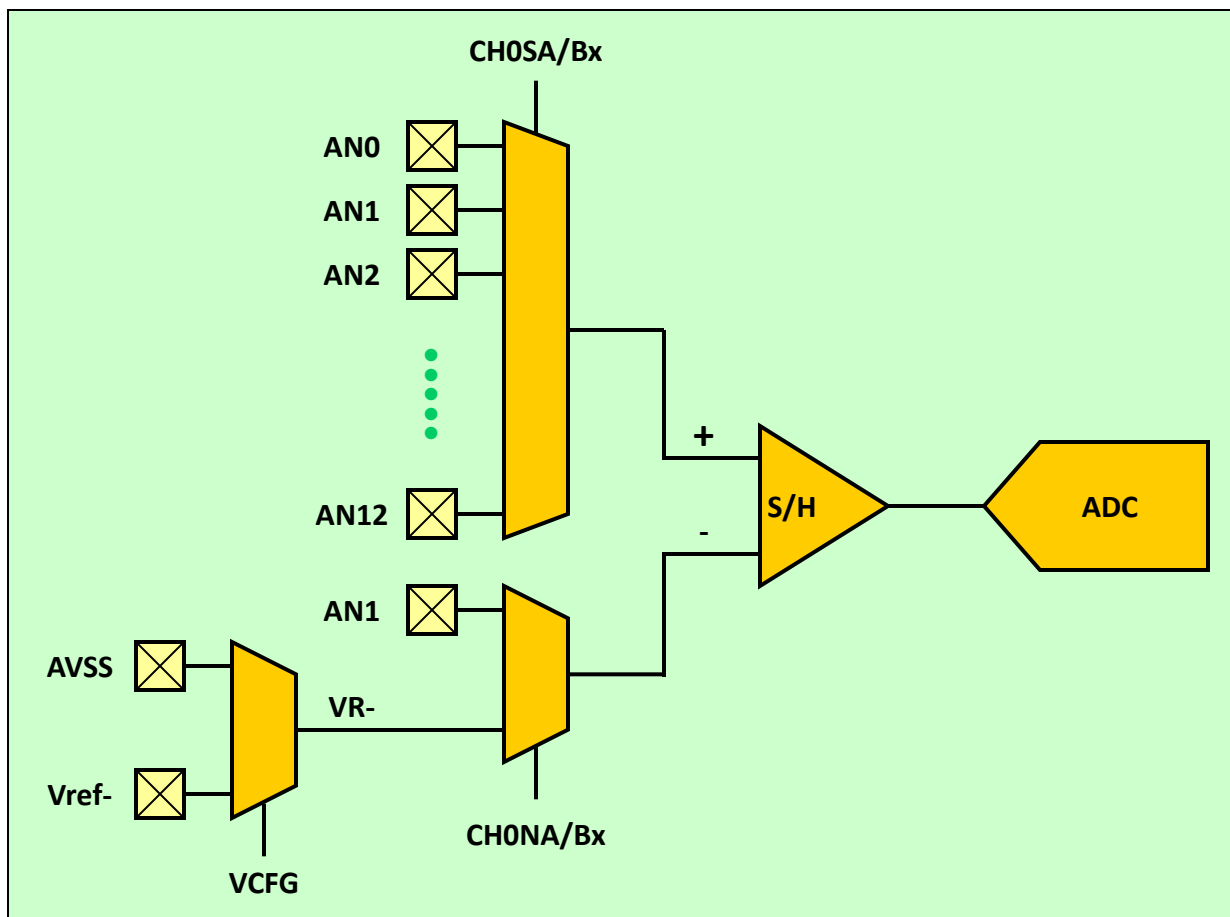 CH0SA/Bx
AN0
AN1
AN2
AN12
+
-
S/H
ADC
AN1
AVSS
VR-
Vref-
CH0NA/Bx
VCFG